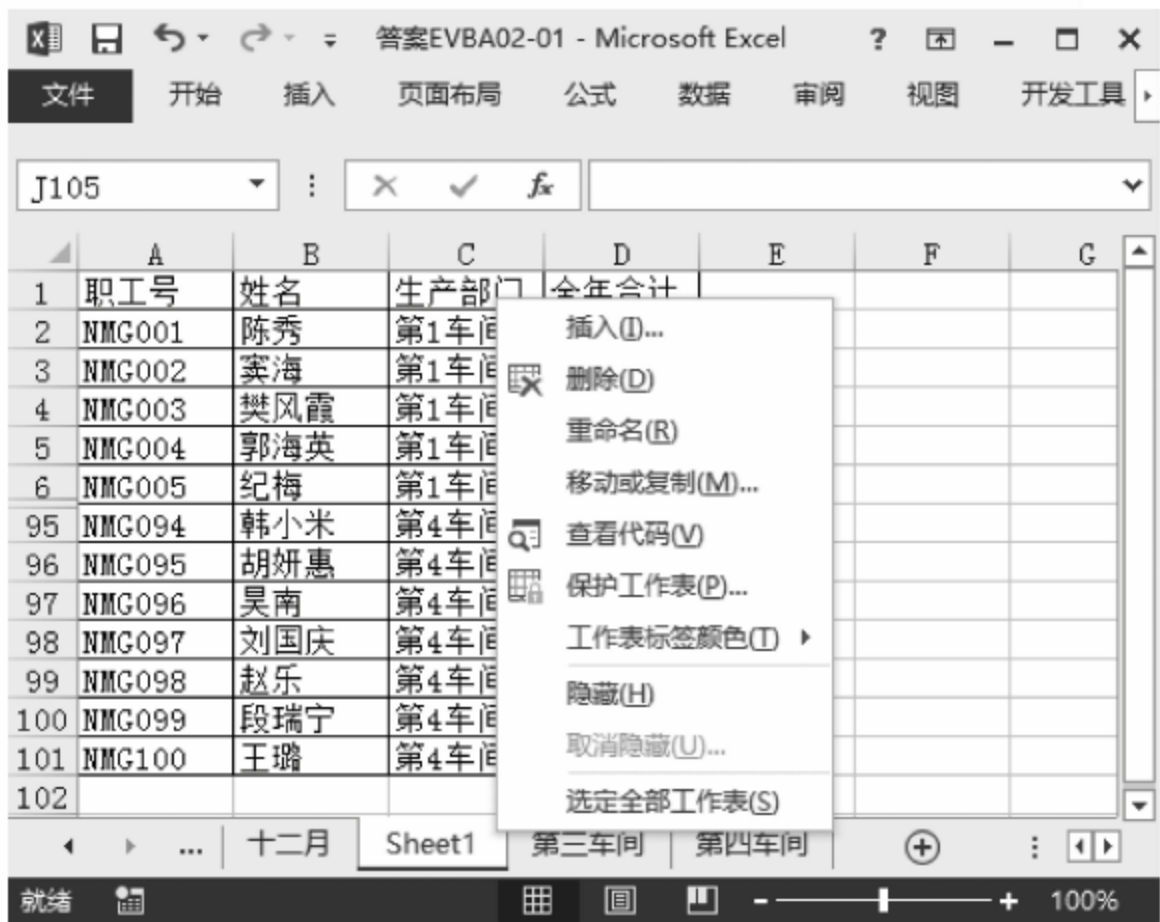 答案EVBA02-01 - Microsoft Excel ?
文件 开始 插入 页面布局 公式 数据 审阅 视图 开发工具
J105 fx
A B C D E F G
1 职工号 姓名 生产部门 全年合计
2 NMG001 陈秀 第1车间
3 NMG002 窦海 第1车间
4 NMG003 樊风霞 第1车间
5 NMG004 郭海英 第1车间
6 NMG005 纪梅 第1车间
95 NMG094 韩小米 第4车间
96 NMG095 胡妍惠 第4车间
97 NMG096 昊南 第4车间
98 NMG097 刘国庆 第4车间
99 NMG098 赵乐 第4车间
100 NMG099 段瑞宁 第4车间
101 NMG100 王璐 第4车间
102
插入(I)...
删除(D)
重命名(R)
移动或复制(M)...
查看代码(V)
保护工作表(P)...
工作表标签颜色(T)
隐藏(H)
取消隐藏(U)...
选定全部工作表(S)
... 十二月 Sheet1 第三车间 第四车间
就绪 100%